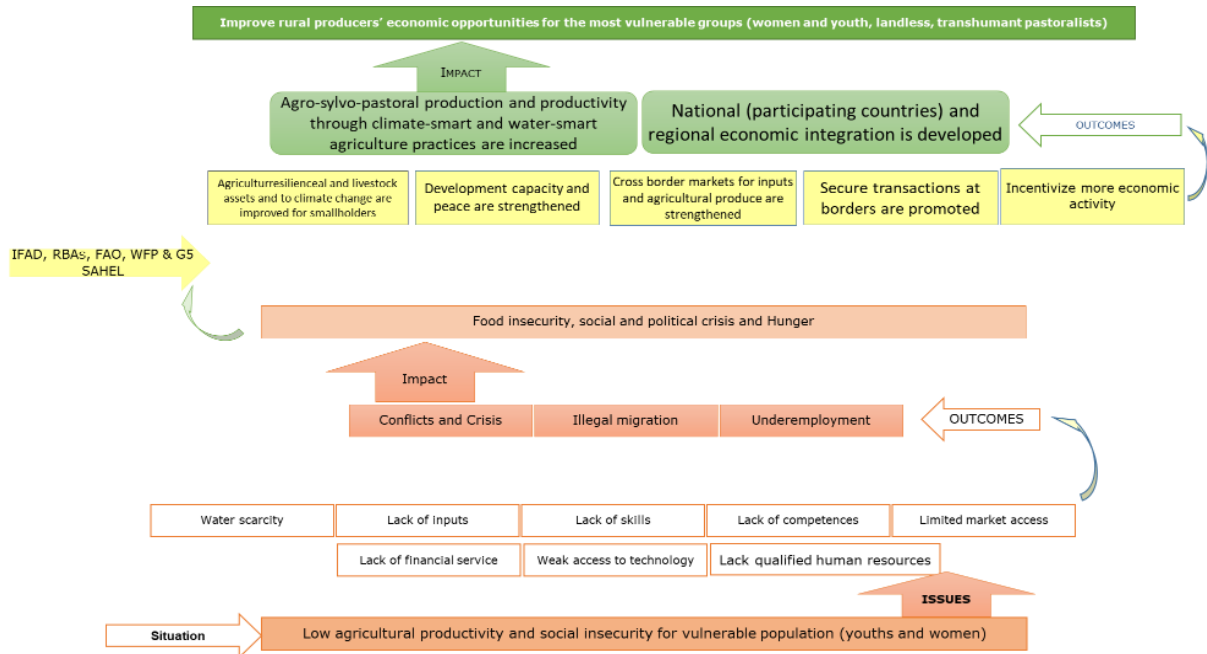 Improve rural producers' economic opportunities for the most vulnerable groups (women and youth, landless, transhumant pastoralists)
IMPACT
Agro-sylvo-pastoral production and productivity
through climate-smart and water-smart
agriculture practices are increased
National (participating countries) and
regional economic integration is developed
OUTCOMES
Agriculturresilienceal and livestock
assets and to climate change are
improved for smallholders
Development capacity and
peace are strengthened
Cross border markets for inputs
and agricultural produce are
strengthened
Secure transactions at
borders are promoted
Incentivize more economic
activity
IFAD, RBAs, FAO, WFP & G5
SAHEL
Food insecurity, social and political crisis and Hunger
Impact
Conflicts and Crisis
Illegal migration
Underemployment
OUTCOMES
Water scarcity
Lack of inputs
Lack of skills
Lack of competences
Limited market access
Lack of financial service
Weak access to technology
Lack qualified human resources
ISSUES
Situation
Low agricultural productivity and social insecurity for vulnerable population (youths and women)